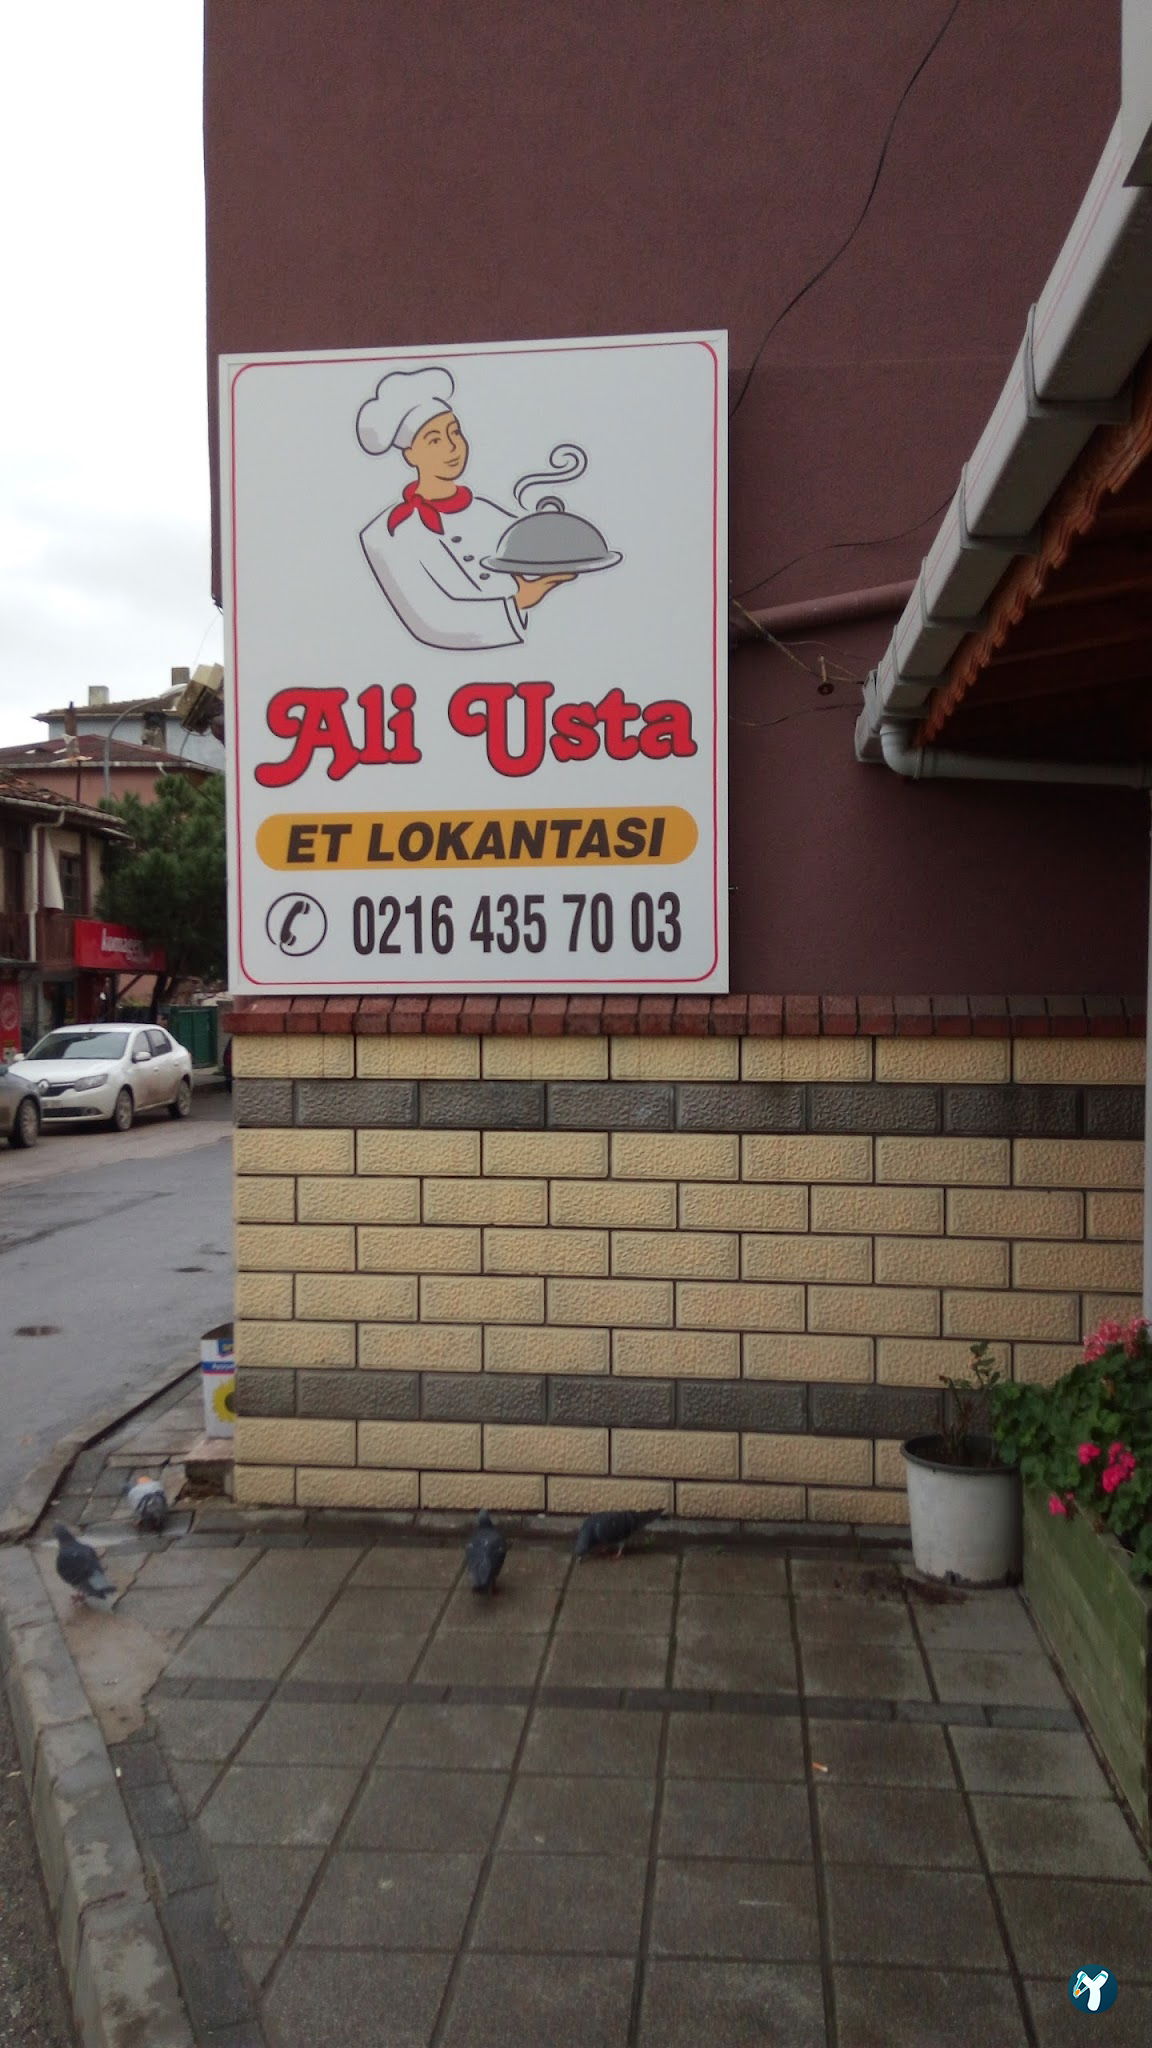 Ali Usta
ET LOKANTASI
0216 435 70 03